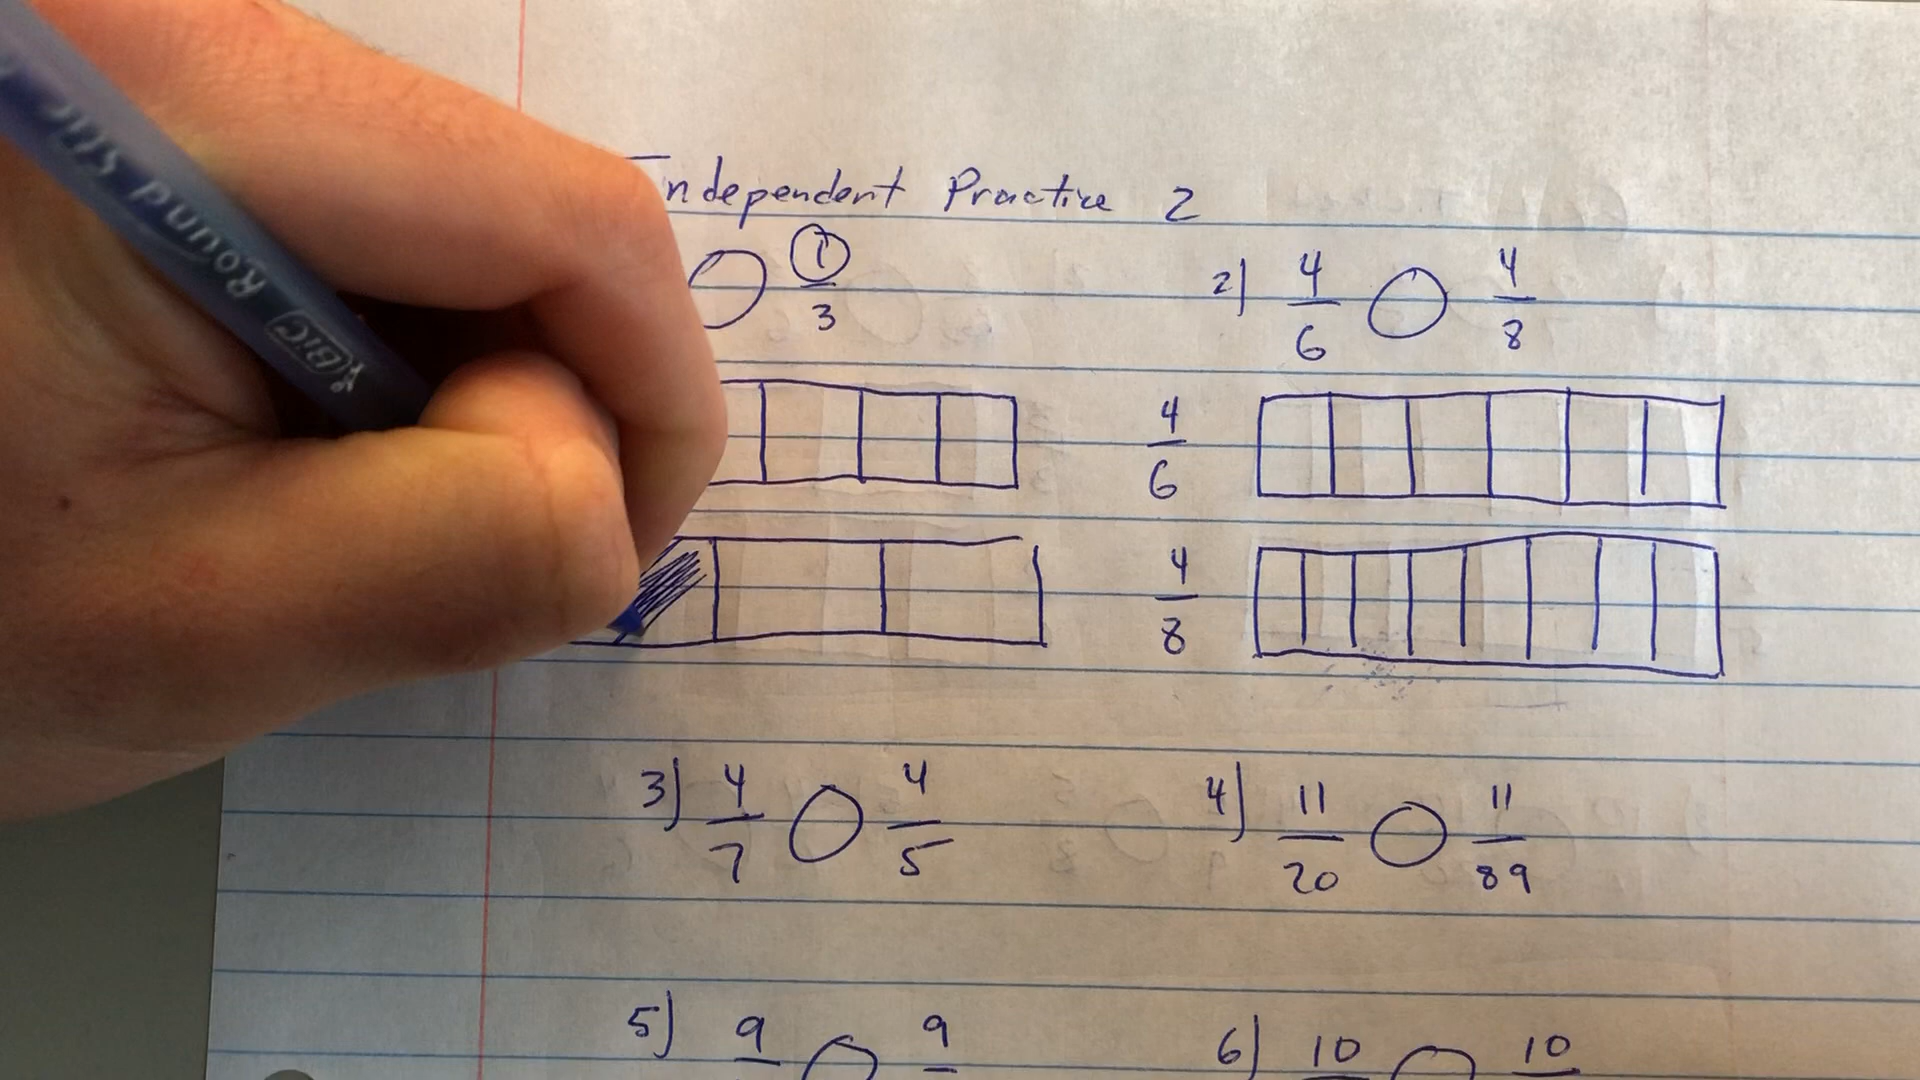 Independent Practice 2
1/3 2) 4/6 4/8
4/6
4/8
3) 4/7 4/5 4) 11/20 11/89
5) 9 9 6) 10 10
BIC Round Stic